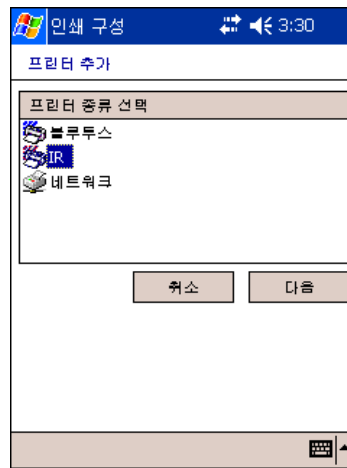 인쇄 구성 3:30
프린터 추가
프린터 종류 선택
블루투스
IR
네트워크
취소 다음